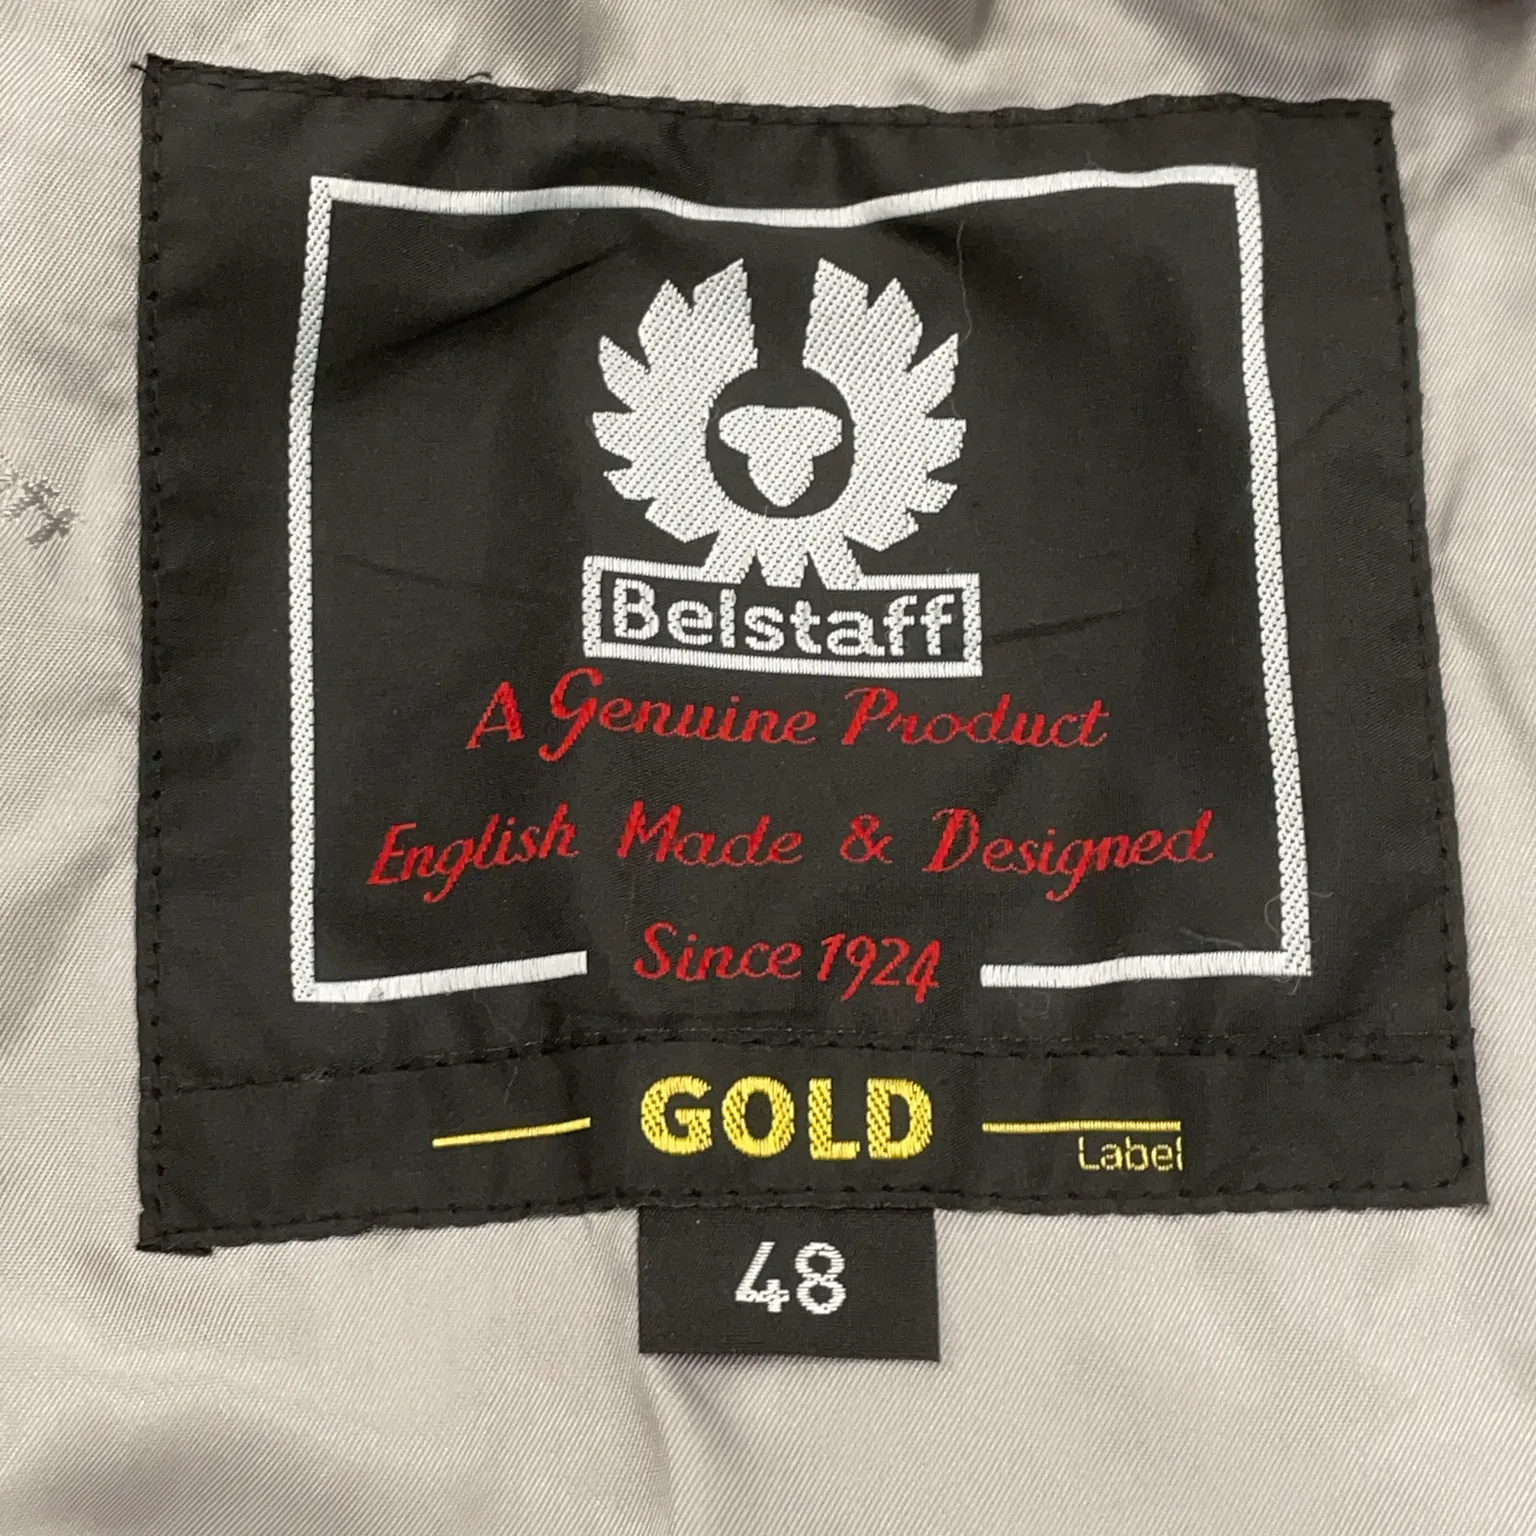 Belstaff
A Genuine Product
English Made & Designed
Since 1924
GOLD
Label
48